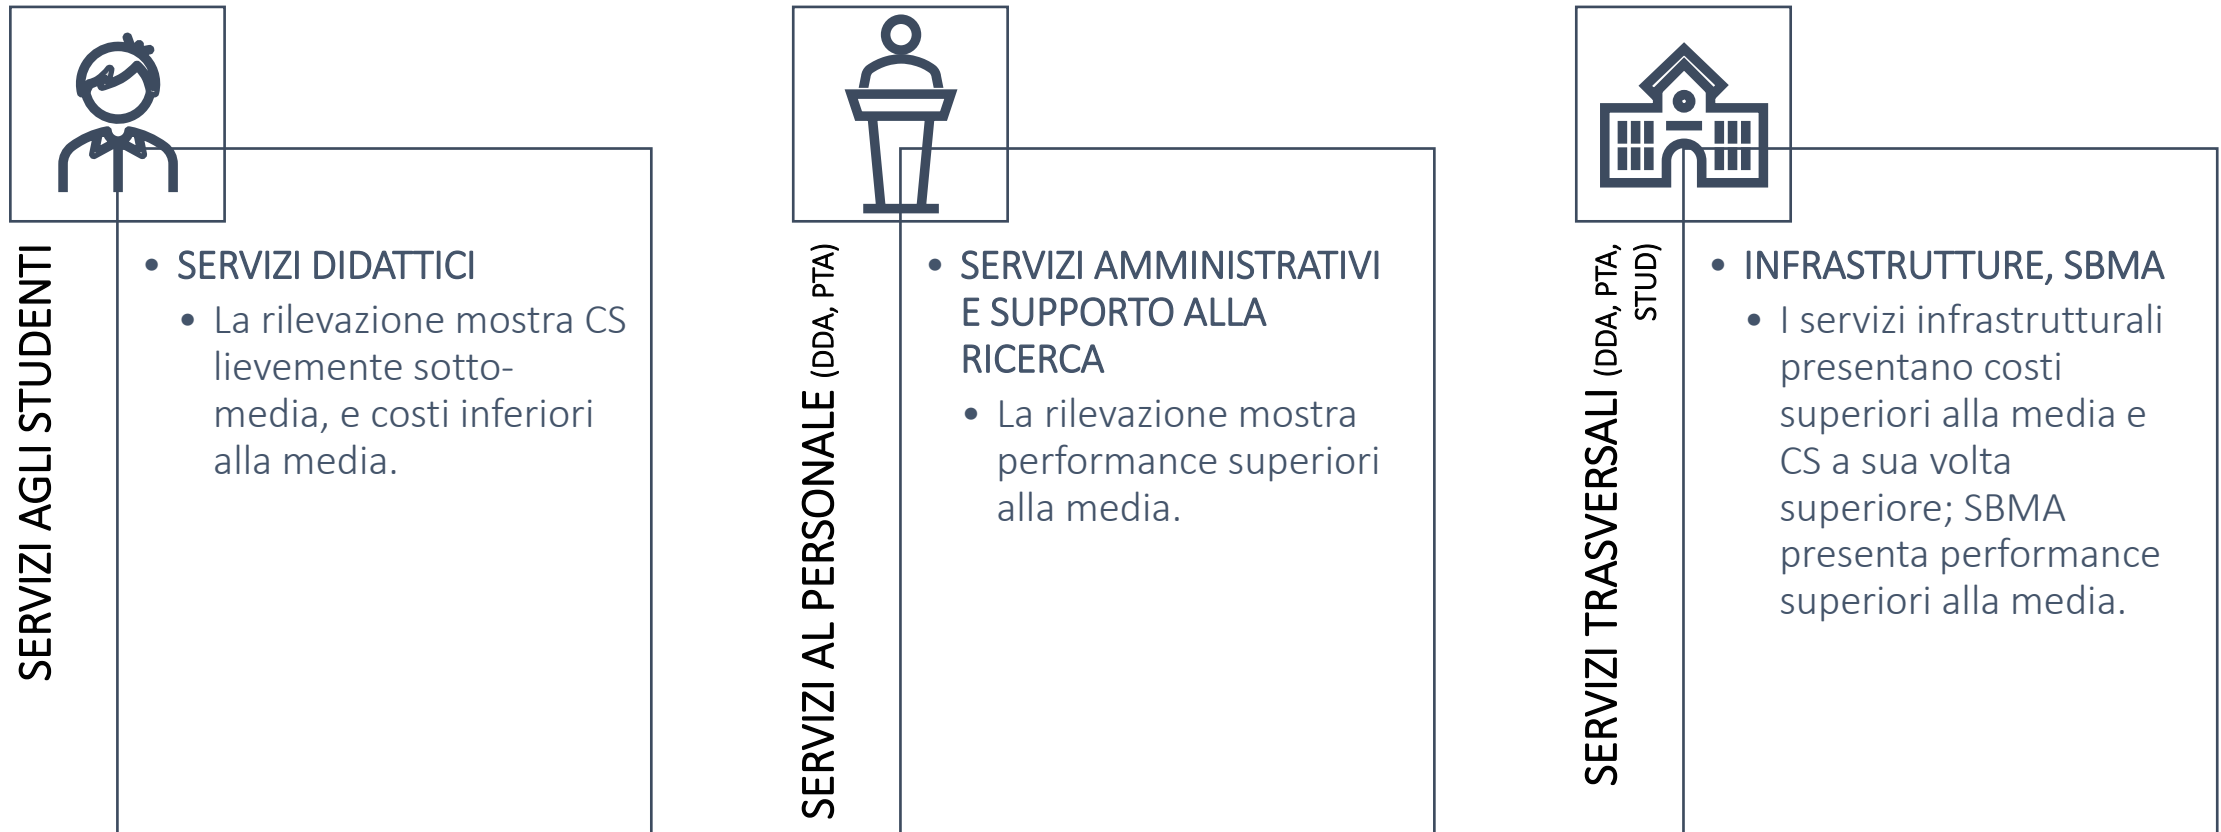 SERVIZI AGLI STUDENTI
• SERVIZI DIDATTICI
• La rilevazione mostra CS
lievemente sotto-
media, e costi inferiori
alla media.
SERVIZI AL PERSONALE (DDA, PTA)
• SERVIZI AMMINISTRATIVI
E SUPPORTO ALLA
RICERCA
• La rilevazione mostra
performance superiori
alla media.
SERVIZI TRASVERSALI (DDA, PTA,
STUD)
• INFRASTRUTTURE, SBMA
• I servizi infrastrutturali
presentano costi
superiori alla media e
CS a sua volta
superiore; SBMA
presenta performance
superiori alla media.